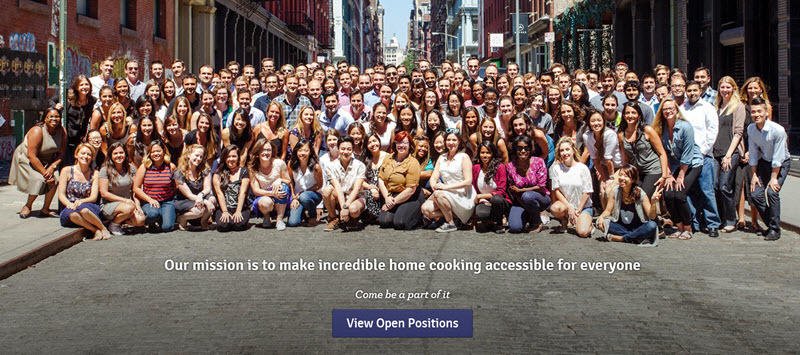 Our mission is to make incredible home cooking accessible for everyone
Come be a part of it
View Open Positions